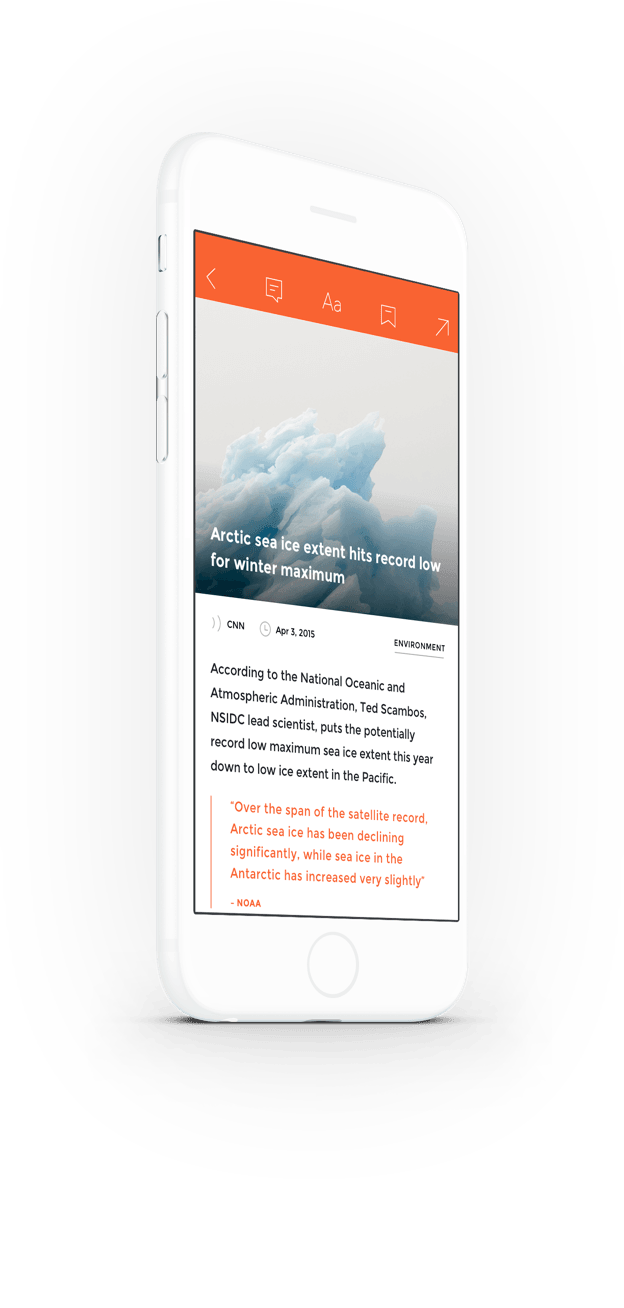 Aa
Arctic sea ice extent hits record low
for winter maximum
CNN
Apr 3, 2015
ENVIRONMENT
According to the National Oceanic and
Atmospheric Administration, Ted Scambos,
NSIDC lead scientist, puts the potentially
record low maximum sea ice extent this year
down to low ice extent in the Pacific.
"Over the span of the satellite record,
Arctic sea ice has been declining
significantly, while sea ice in the
Antarctic has increased very slightly"
- NOAA